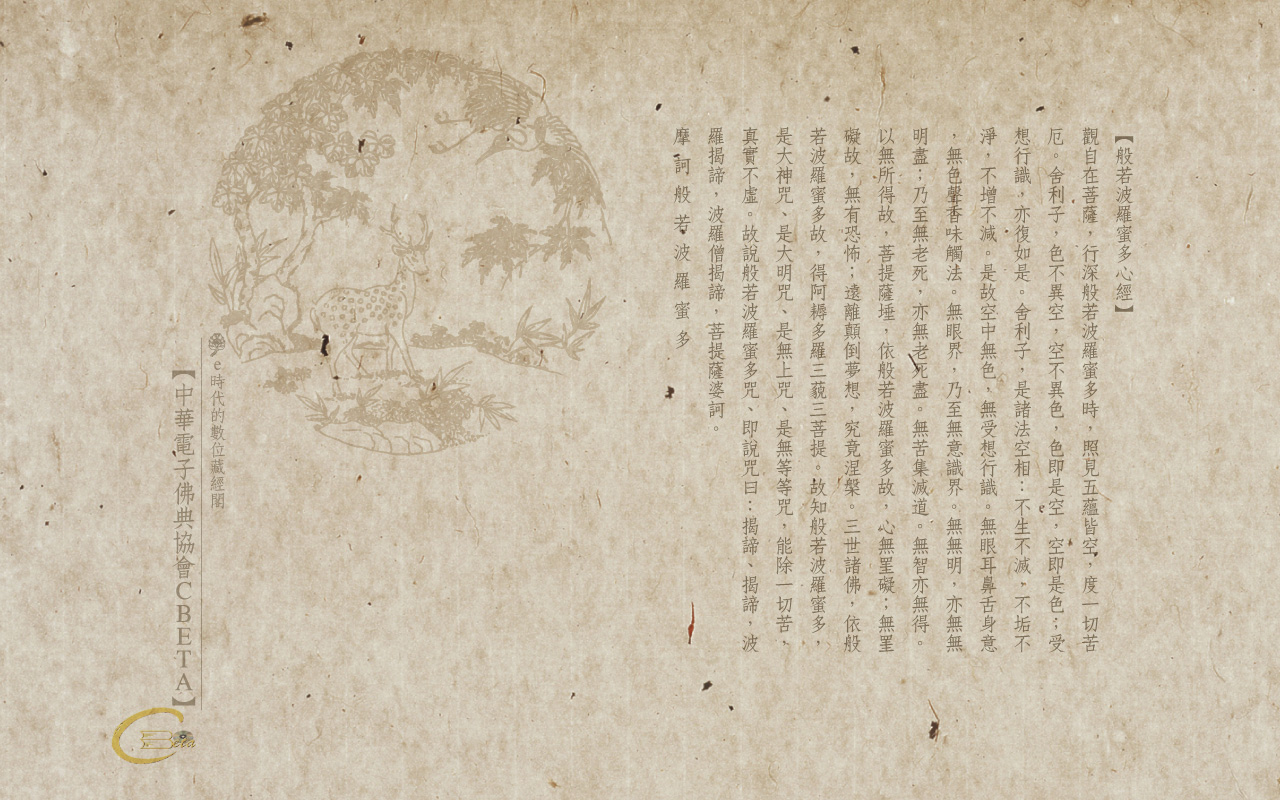 【般若波羅蜜多心經】
觀自在菩薩，行深般若波羅蜜多時，照見五蘊皆空，度一切苦
厄。舍利子，色不異空，空不異色，色即是空，空即是色；受
想行識，亦復如是。舍利子，是諸法空相：不生不滅，不垢不
淨，不增不減。是故空中無色，無受想行識。無眼耳鼻舌身意
，無色聲香味觸法。無眼界，乃至無意識界。無無明，亦無無
明盡；乃至無老死，亦無老死盡。無苦集滅道。無智亦無得。
以無所得故，菩提薩埵，依般若波羅蜜多故，心無罣礙；無罣
礙故，無有恐怖；遠離顛倒夢想，究竟涅槃。三世諸佛，依般
若波羅蜜多故，得阿耨多羅三藐三菩提。故知般若波羅蜜多，
是大神咒、是大明咒、是無上咒、是無等等咒，能除一切苦，
真實不虛。故說般若波羅蜜多咒、即說咒曰：揭諦、揭諦，波
羅揭諦，波羅僧揭諦，菩提薩婆訶。
摩訶般若波羅蜜多
e時代的數位藏經閣
【中華電子佛典協會CBETA】
CBeta